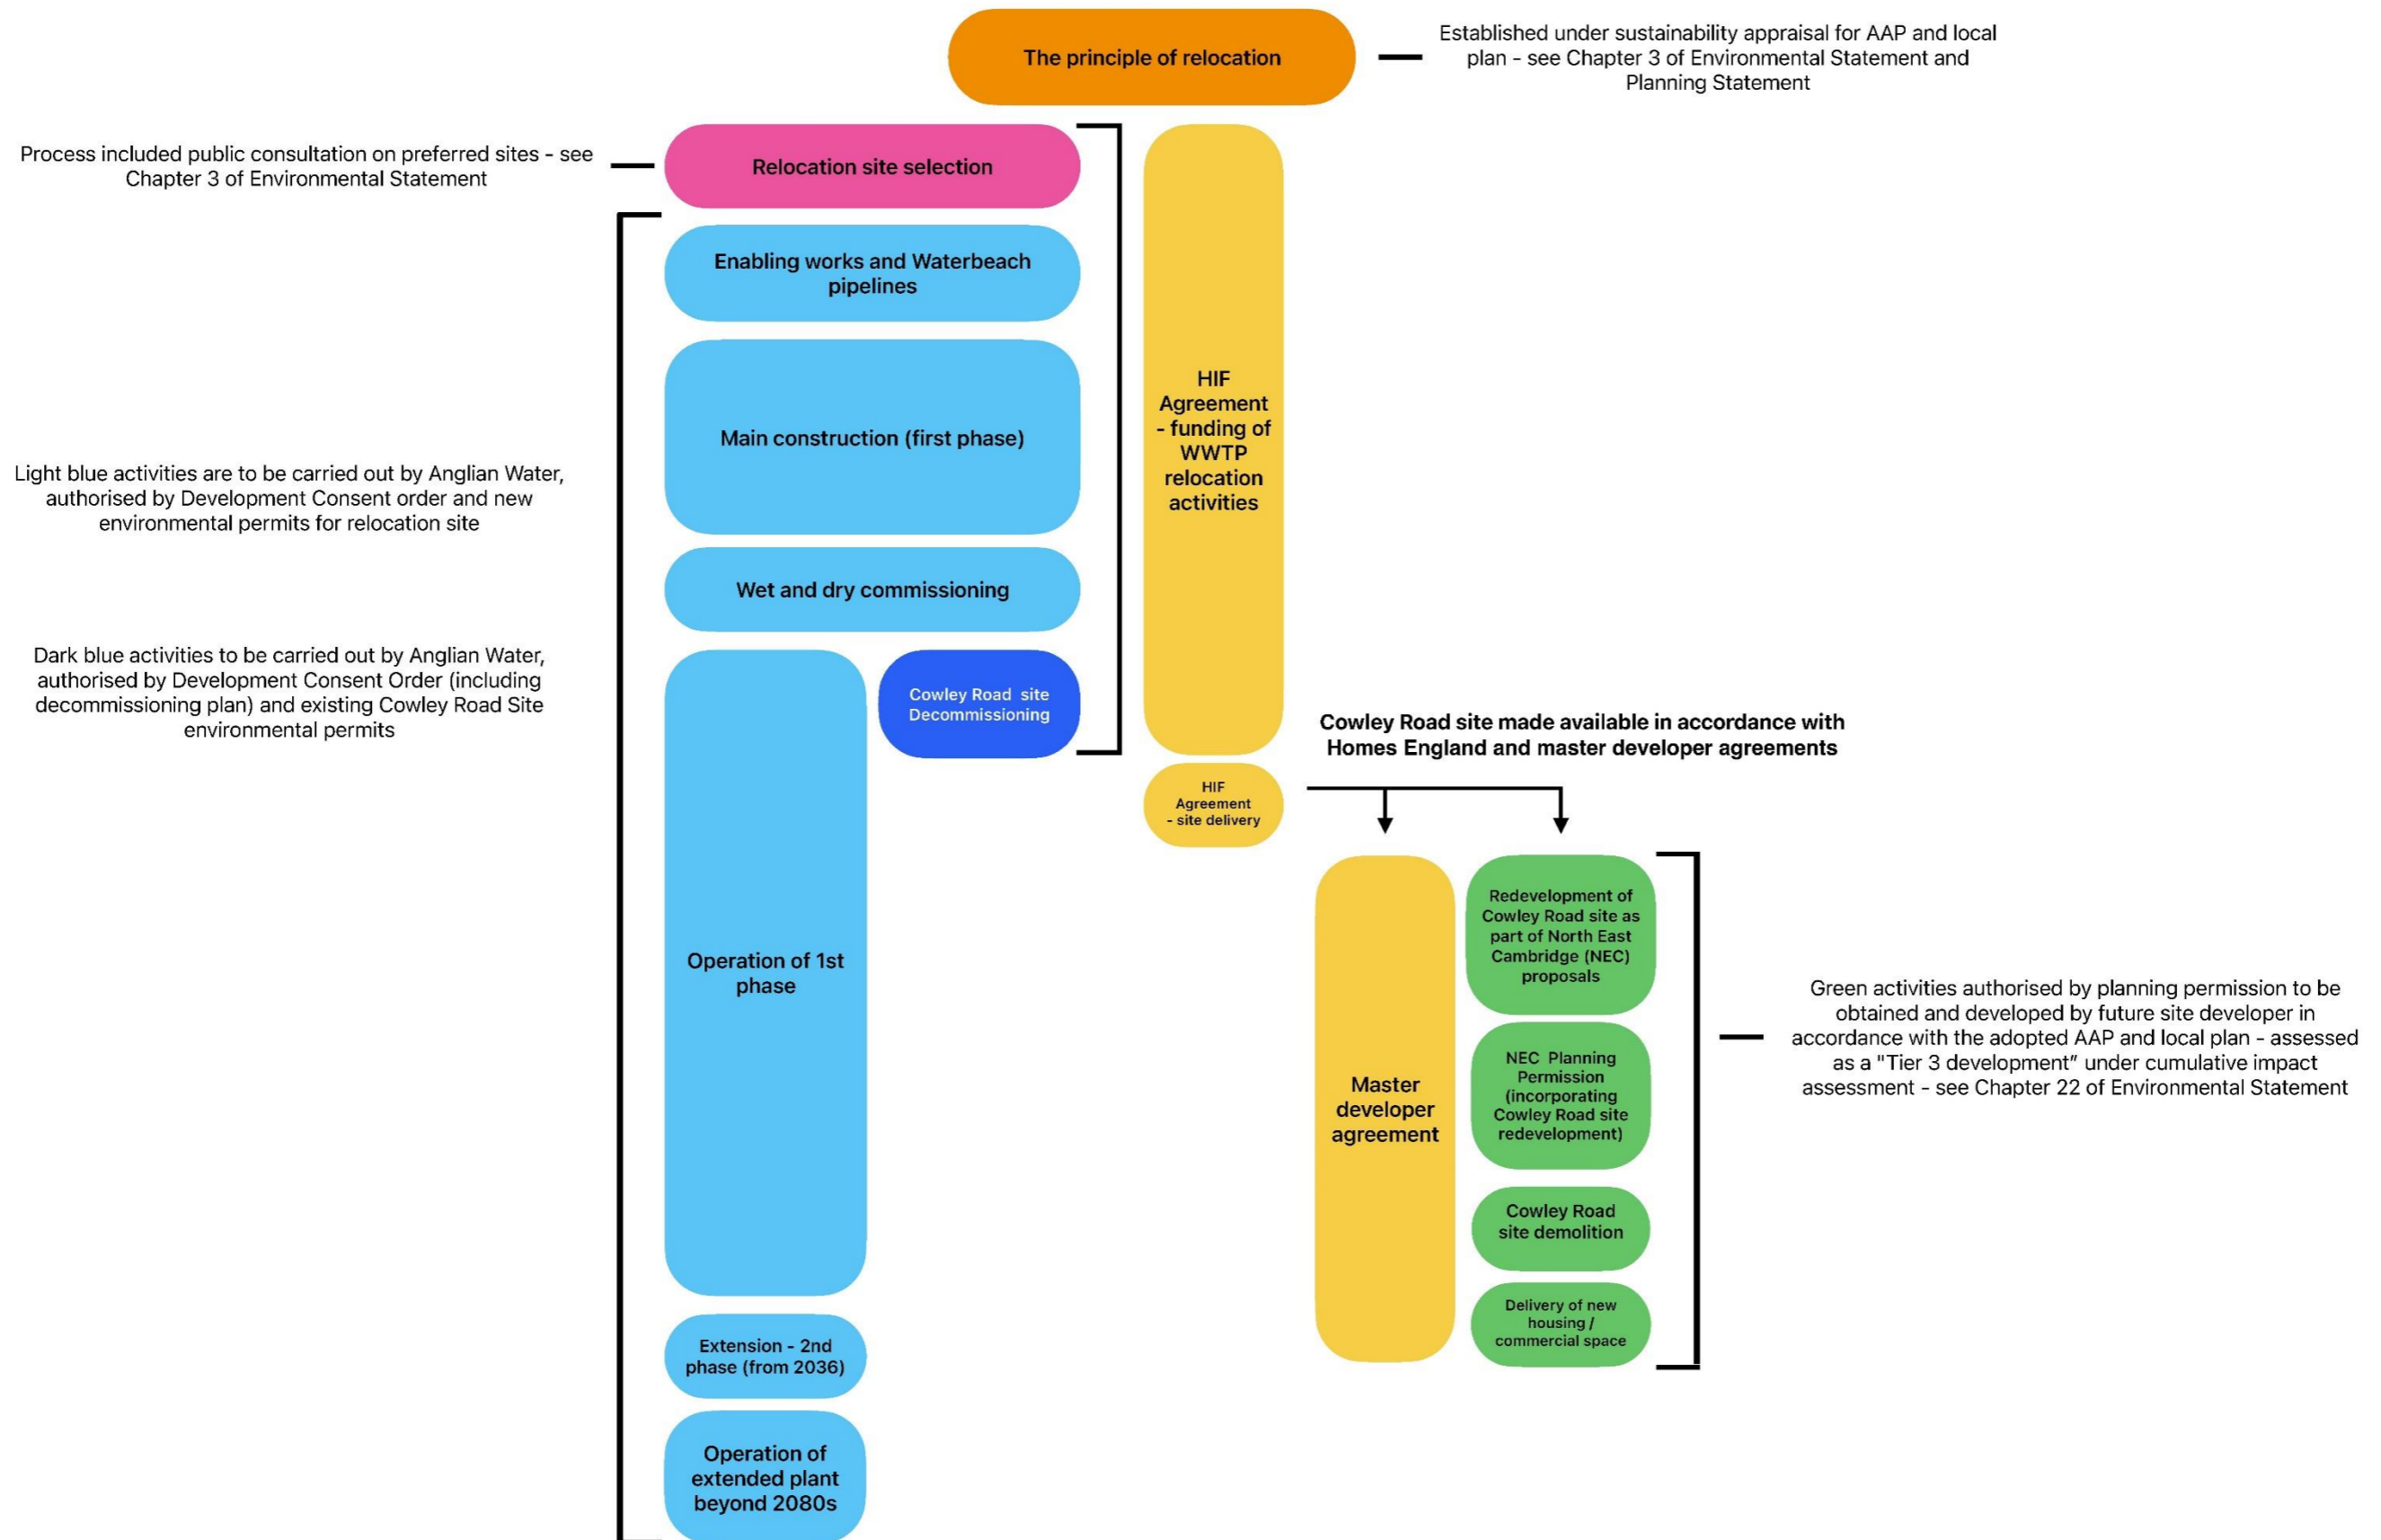 The principle of relocation
Established under sustainability appraisal for AAP and local
plan - see Chapter 3 of Environmental Statement and
Planning Statement
Process included public consultation on preferred sites - see
Chapter 3 of Environmental Statement
Relocation site selection
Enabling works and Waterbeach
pipelines
Main construction (first phase)
HIF
Agreement
- funding of
WWTP
relocation
activities
Light blue activities are to be carried out by Anglian Water,
authorised by Development Consent order and new
environmental permits for relocation site
Wet and dry commissioning
Dark blue activities to be carried out by Anglian Water,
authorised by Development Consent Order (including
decommissioning plan) and existing Cowley Road Site
environmental permits
Cowley Road site
Decommissioning
Cowley Road site made available in accordance with
Homes England and master developer agreements
HIF
Agreement
- site delivery
Operation of 1st
phase
Master
developer
agreement
Redevelopment of
Cowley Road site as
part of North East
Cambridge (NEC)
proposals
NEC Planning
Permission
(incorporating
Cowley Road site
redevelopment)
Cowley Road
site demolition
Delivery of new
housing /
commercial space
Green activities authorised by planning permission to be
obtained and developed by future site developer in
accordance with the adopted AAP and local plan - assessed
as a "Tier 3 development” under cumulative impact
assessment - see Chapter 22 of Environmental Statement
Extension - 2nd
phase (from 2036)
Operation of
extended plant
beyond 2080s